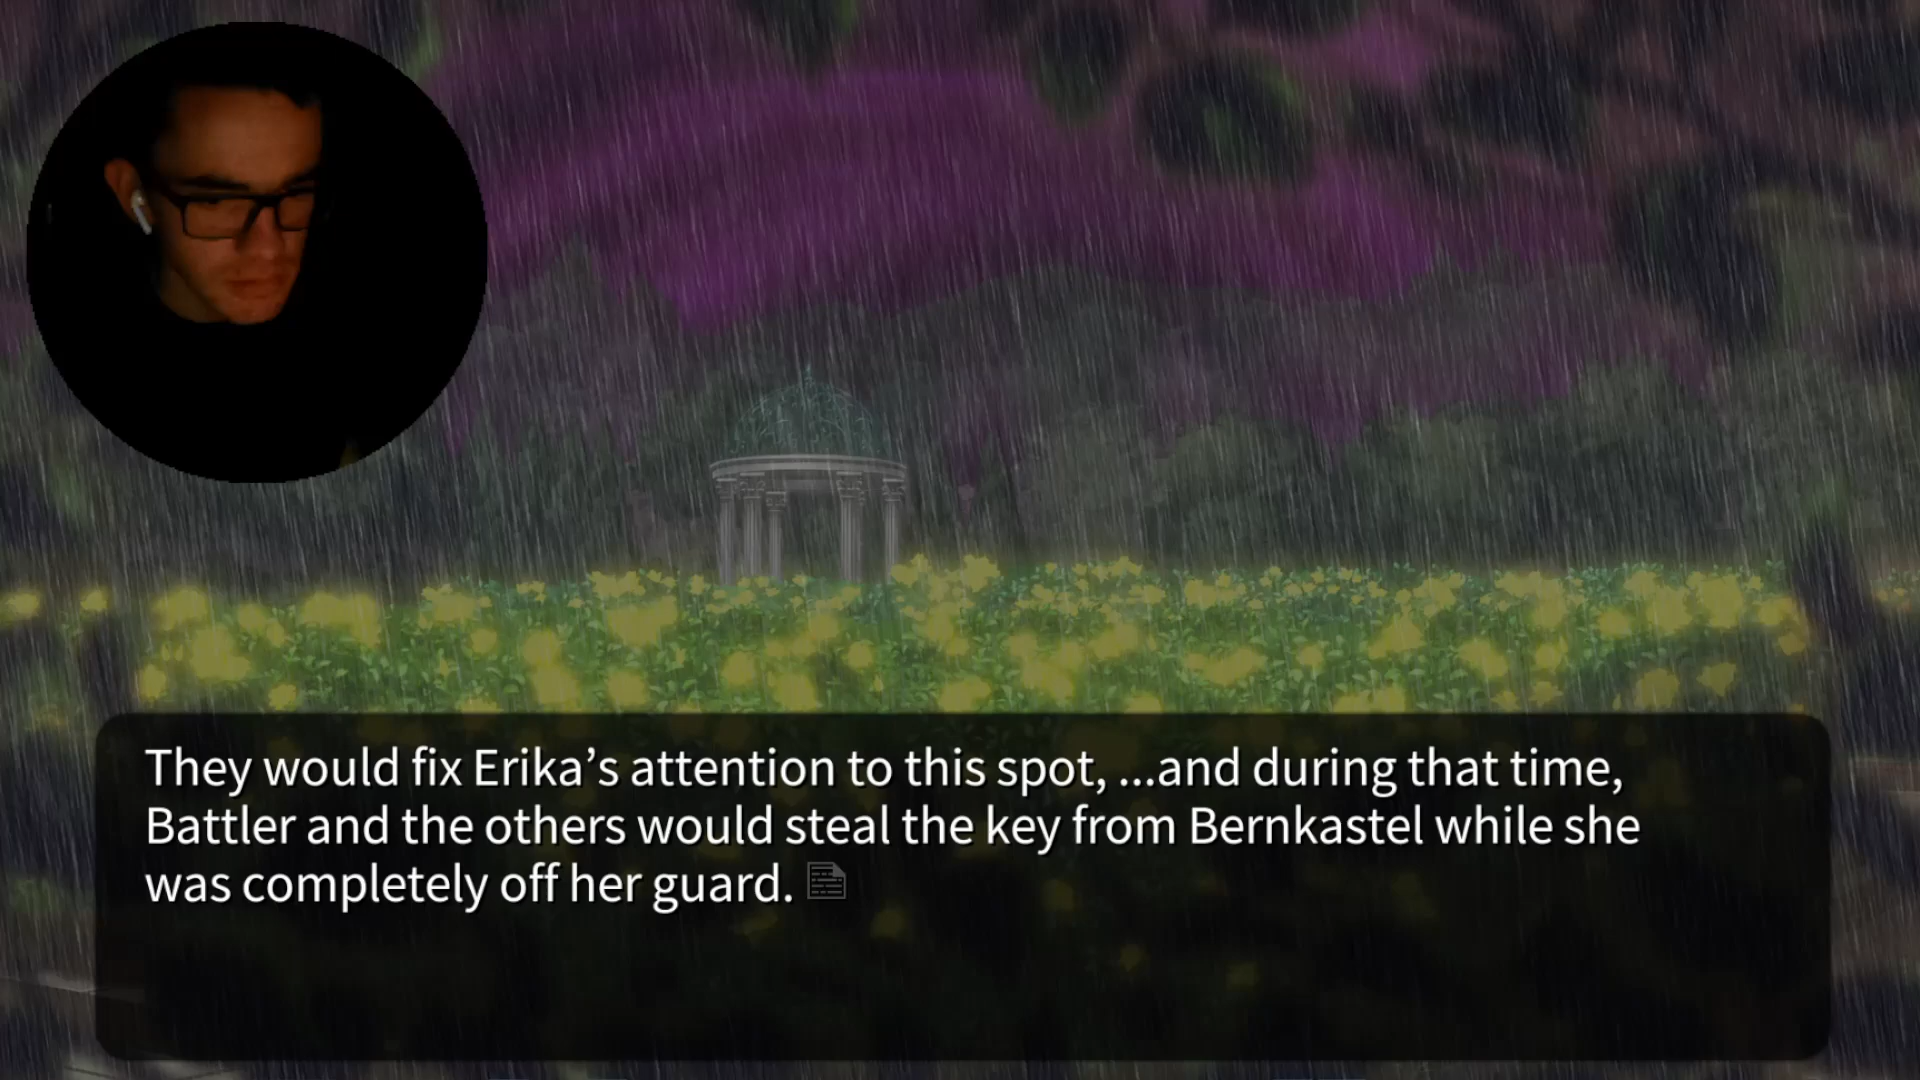 They would fix Erika’s attention to this spot, ...and during that time,
Battler and the others would steal the key from Bernkastel while she
was completely off her guard.